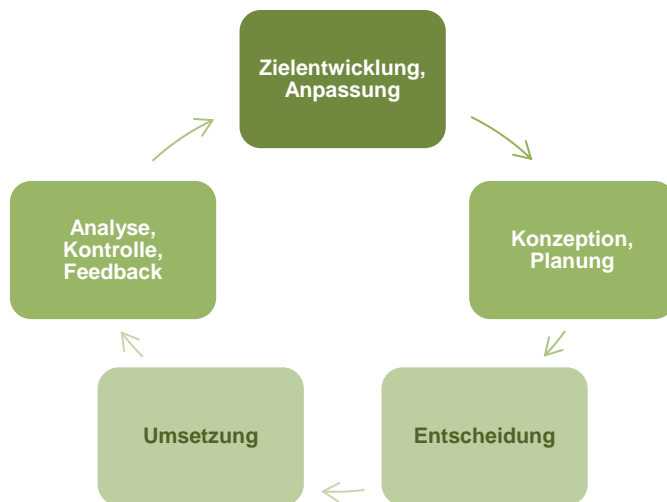 Zielentwicklung,
Anpassung
Konzeption,
Planung
Entscheidung
Umsetzung
Analyse,
Kontrolle,
Feedback